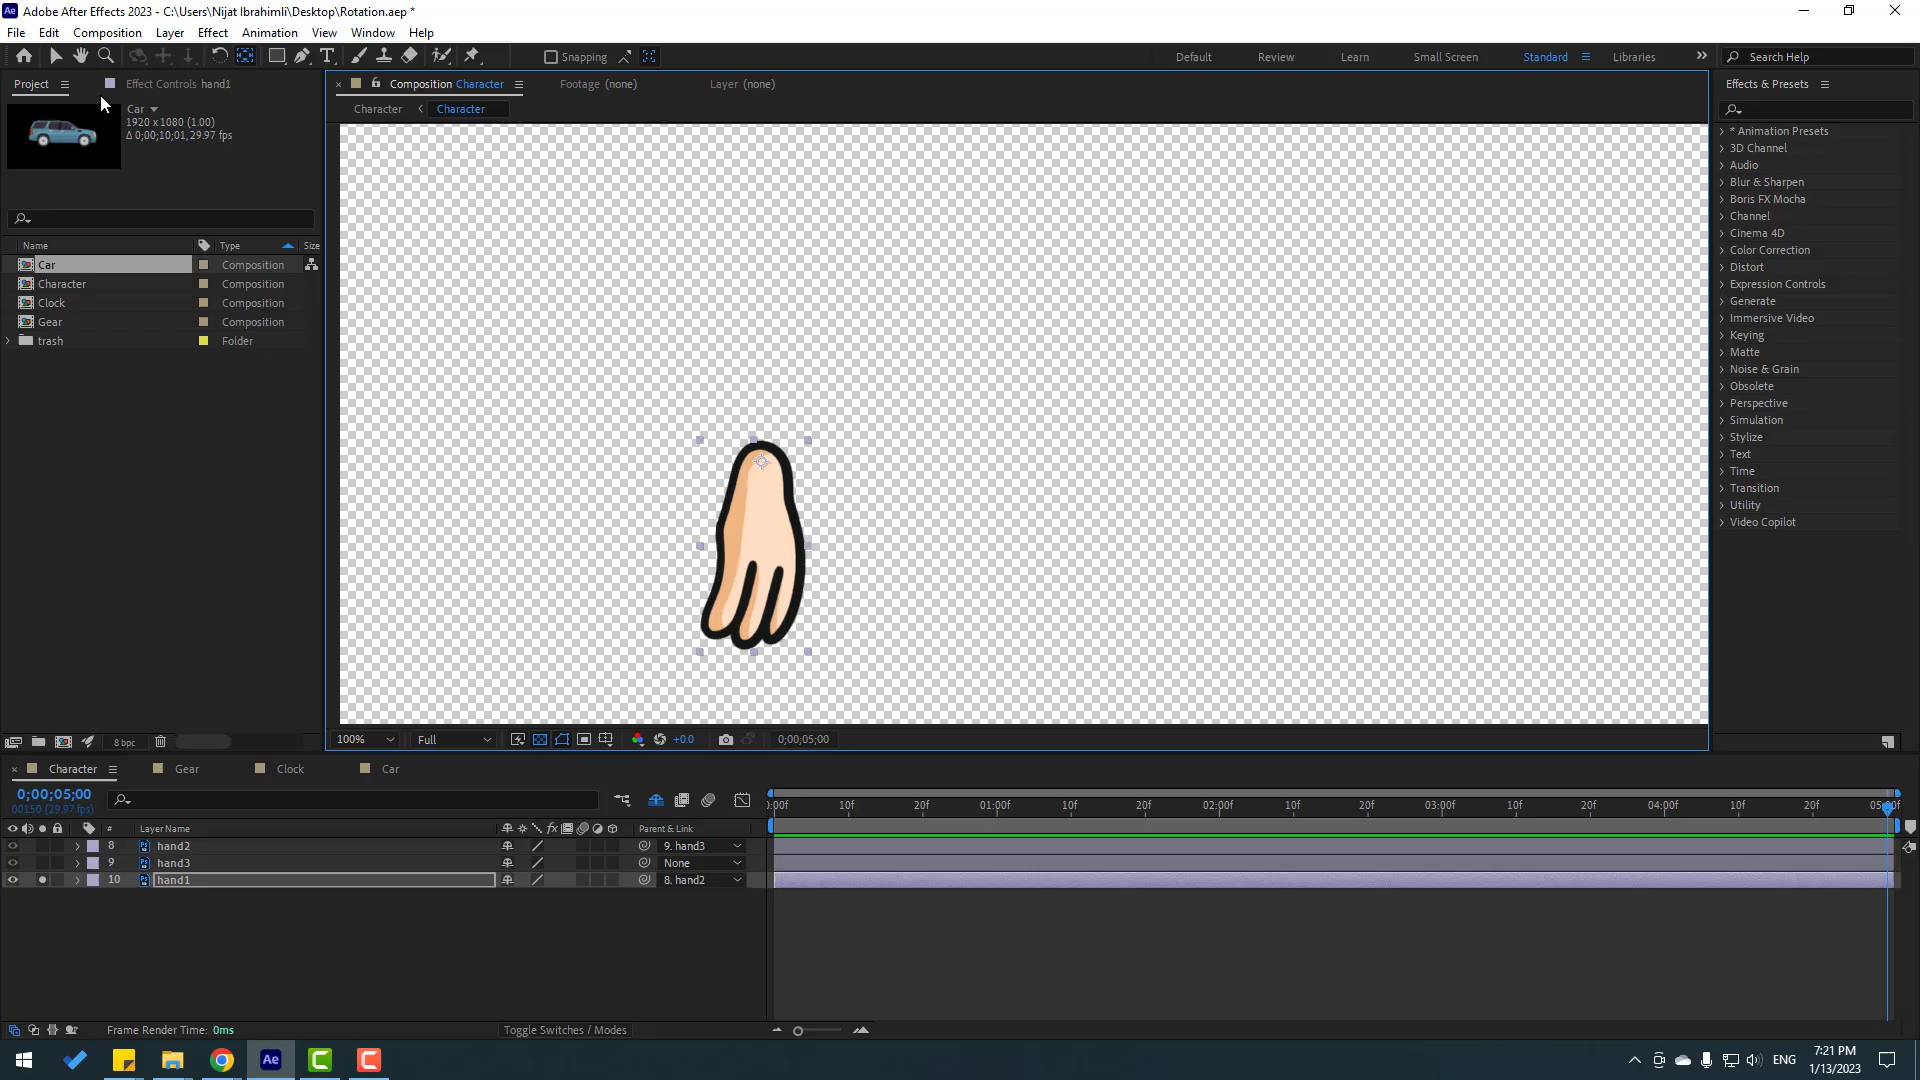 Ae Adobe After Effects 2023 - C:\Users\Nijat Ibrahimli\Desktop\Rotation.aep *
File Edit Composition Layer Effect Animation View Window Help
Snapping Default Review Learn Small Screen Standard Libraries Search Help
Project Effect Controls hand1 Composition Character Footage (none) Layer (none) Effects & Presets
Character Character
Car
1920 x 1080 (1.00)
Δ 0;00;10;01, 29.97 fps
Name Type Size
Car Composition
Character Composition
Clock Composition
Gear Composition
trash Folder
* Animation Presets
3D Channel
Audio
Blur & Sharpen
Boris FX Mocha
Channel
Cinema 4D
Color Correction
Distort
Expression Controls
Generate
Immersive Video
Keying
Matte
Noise & Grain
Obsolete
Perspective
Simulation
Stylize
Text
Time
Transition
Utility
Video Copilot
8 bpc 100% Full +0.0 0;00;05;00
Character Gear Clock Car
0;00;05;00
00150 (29.97 fps)
:00f 10f 20f 01:00f 10f 20f 02:00f 10f 20f 03:00f 10f 20f 04:00f 10f 20f 05:00f
# Layer Name fx Parent & Link
8 Ps hand2 9. hand3
9 Ps hand3 None
10 Ps hand1 8. hand2
Frame Render Time: 0ms Toggle Switches / Modes
Ae C C ENG 7:21 PM
1/13/2023